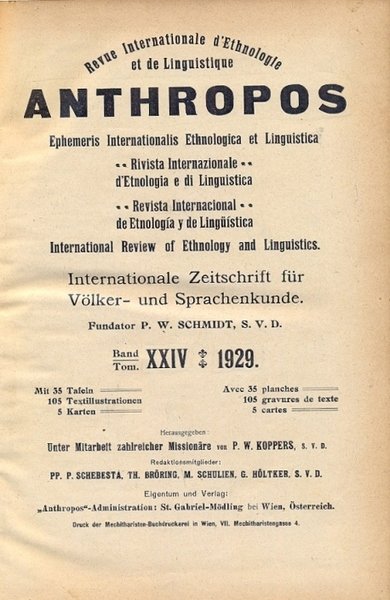 Revue Internationale d'Ethnologie
et de Linguistique
ANTHROPOS
Ephemeris Internationalis Ethnologica et Linguistica
Rivista Internazionale
d'Etnologia e di Linguistica
Revista Internacional
de Etnología y de Lingüística
International Review of Ethnology and Linguistics.
Internationale Zeitschrift für
Völker- und Sprachenkunde.
Fundator P. W. SCHMIDT, S. V. D.
Band
Tom. XXIV 1929.
Mit 35 Tafeln
105 Textillustrationen
5 Karten
Avec 35 planches
105 gravures de texte
5 cartes
Herausgegeben:
Unter Mitarbeit zahlreicher Missionäre von P. W. KOPPERS, S. V. D.
Redaktionsmitglieder:
PP. P. SCHEBESTA, TH. BRÖRING, M. SCHULIEN, G. HÖLTKER, S. V. D.
Eigentum und Verlag:
„Anthropos“-Administration: St. Gabriel-Mödling bei Wien, Österreich.
Druck der Mechitharisten-Buchdruckerei in Wien, VII. Mechitharistengasse 4.